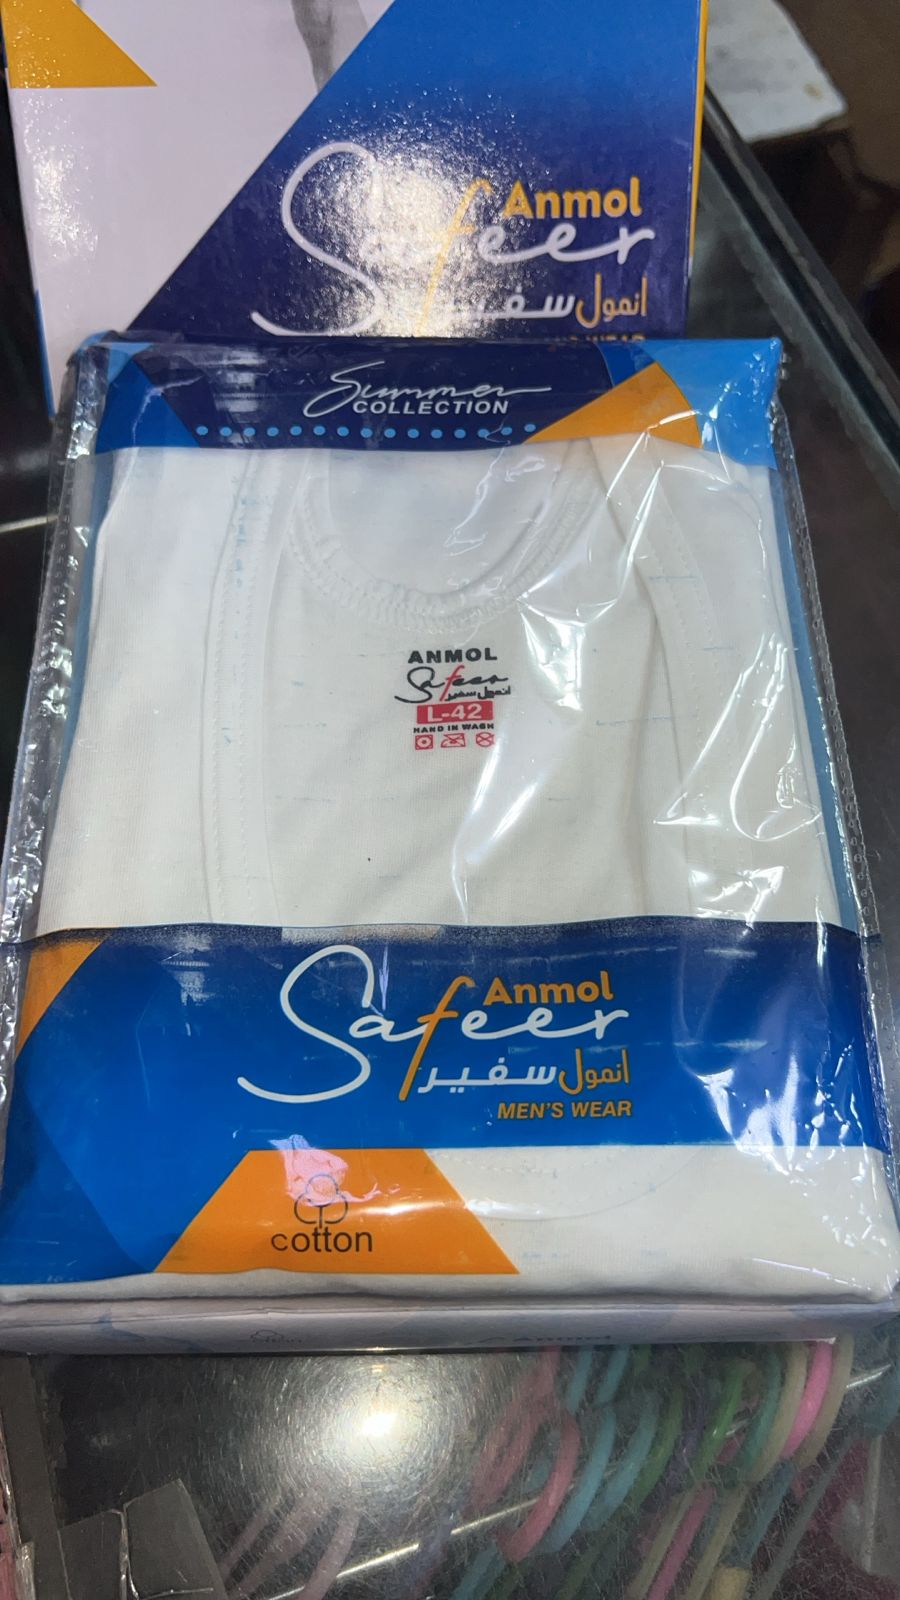 Anmol
Safeer
انمول سفیر
Summer
COLLECTION
ANMOL
Safeer
انمول سفیر
L-42
HAND IN WASH
Anmol
Safeer
انمول سفیر
MEN'S WEAR
cotton
Anmol